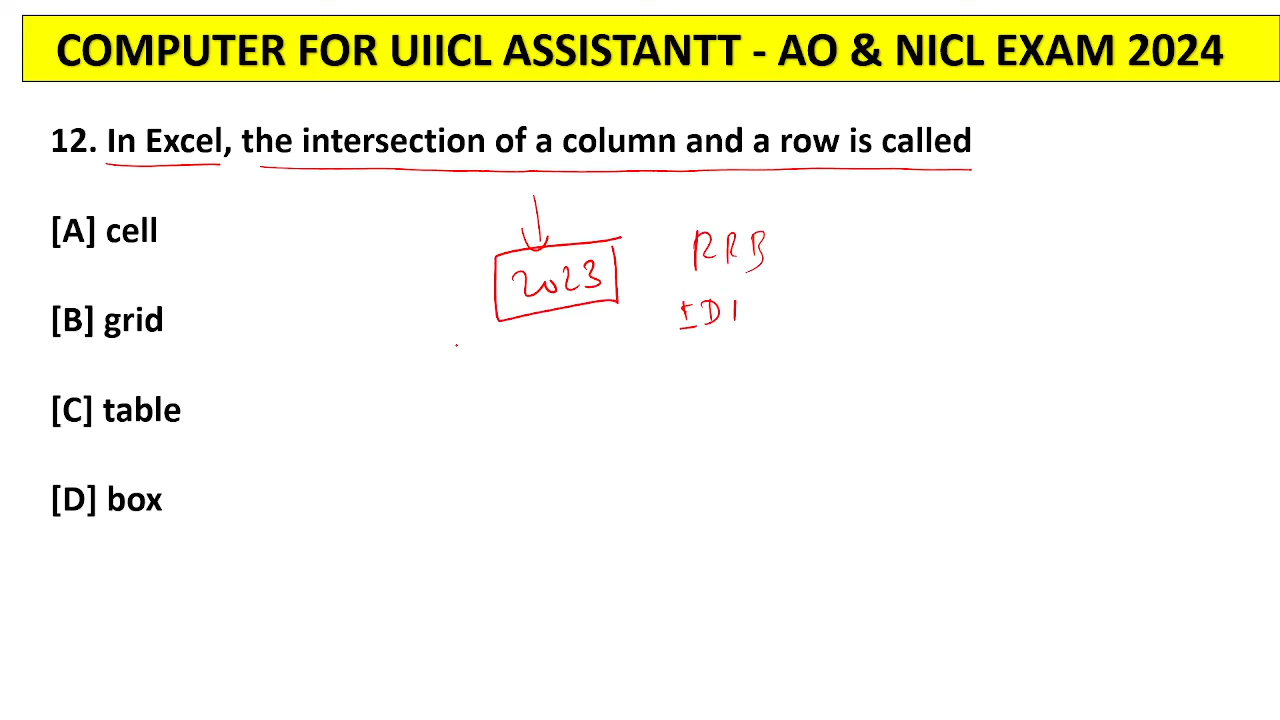 COMPUTER FOR UIICL ASSISTANTT - AO & NICL EXAM 2024
12. In Excel, the intersection of a column and a row is called
[A] cell
2023
RRB
[B] grid
[C] table
[D] box